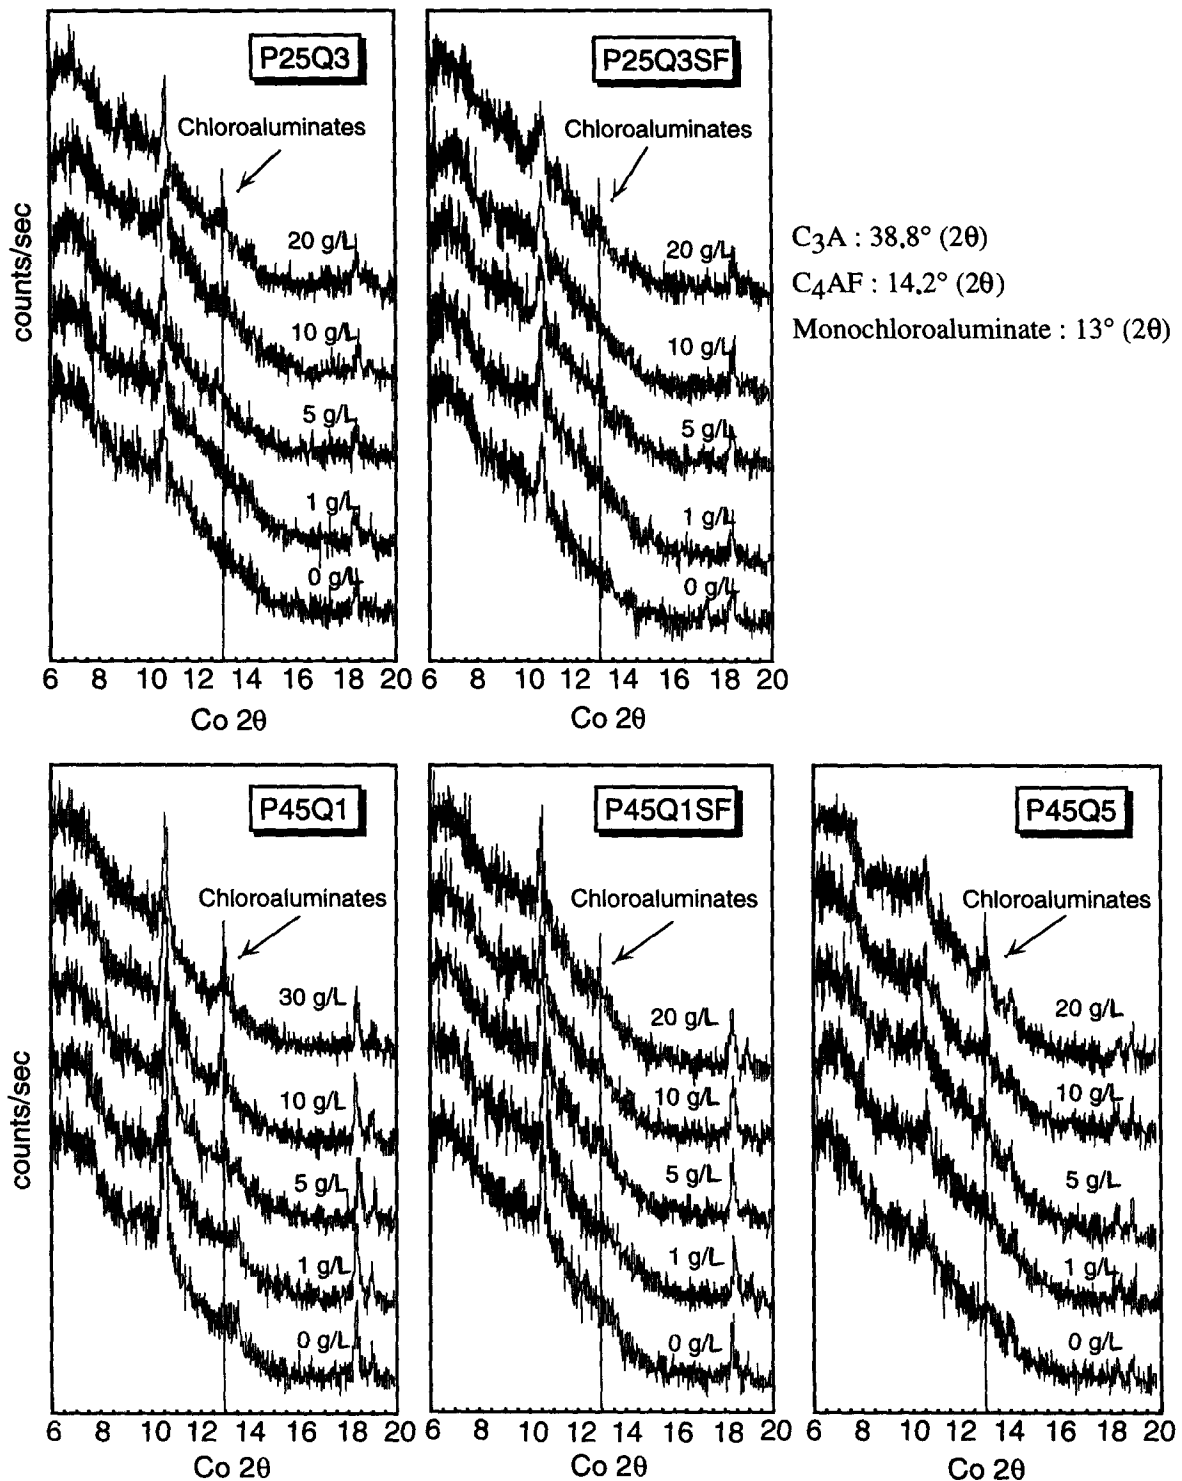 P25Q3
Chloroaluminates
20 g/L
10 g/L
5 g/L
1 g/L
0 g/L
counts/sec
6 8 10 12 14 16 18 20
Co 2θ
P25Q3SF
Chloroaluminates
20 g/L
10 g/L
5 g/L
1 g/L
0 g/L
6 8 10 12 14 16 18 20
Co 2θ
C3A : 38.8° (2θ)
C4AF : 14.2° (2θ)
Monochloroaluminate : 13° (2θ)
P45Q1
Chloroaluminates
30 g/L
10 g/L
5 g/L
1 g/L
0 g/L
counts/sec
6 8 10 12 14 16 18 20
Co 2θ
P45Q1SF
Chloroaluminates
20 g/L
10 g/L
5 g/L
1 g/L
0 g/L
6 8 10 12 14 16 18 20
Co 2θ
P45Q5
Chloroaluminates
20 g/L
10 g/L
5 g/L
1 g/L
0 g/L
6 8 10 12 14 16 18 20
Co 2θ